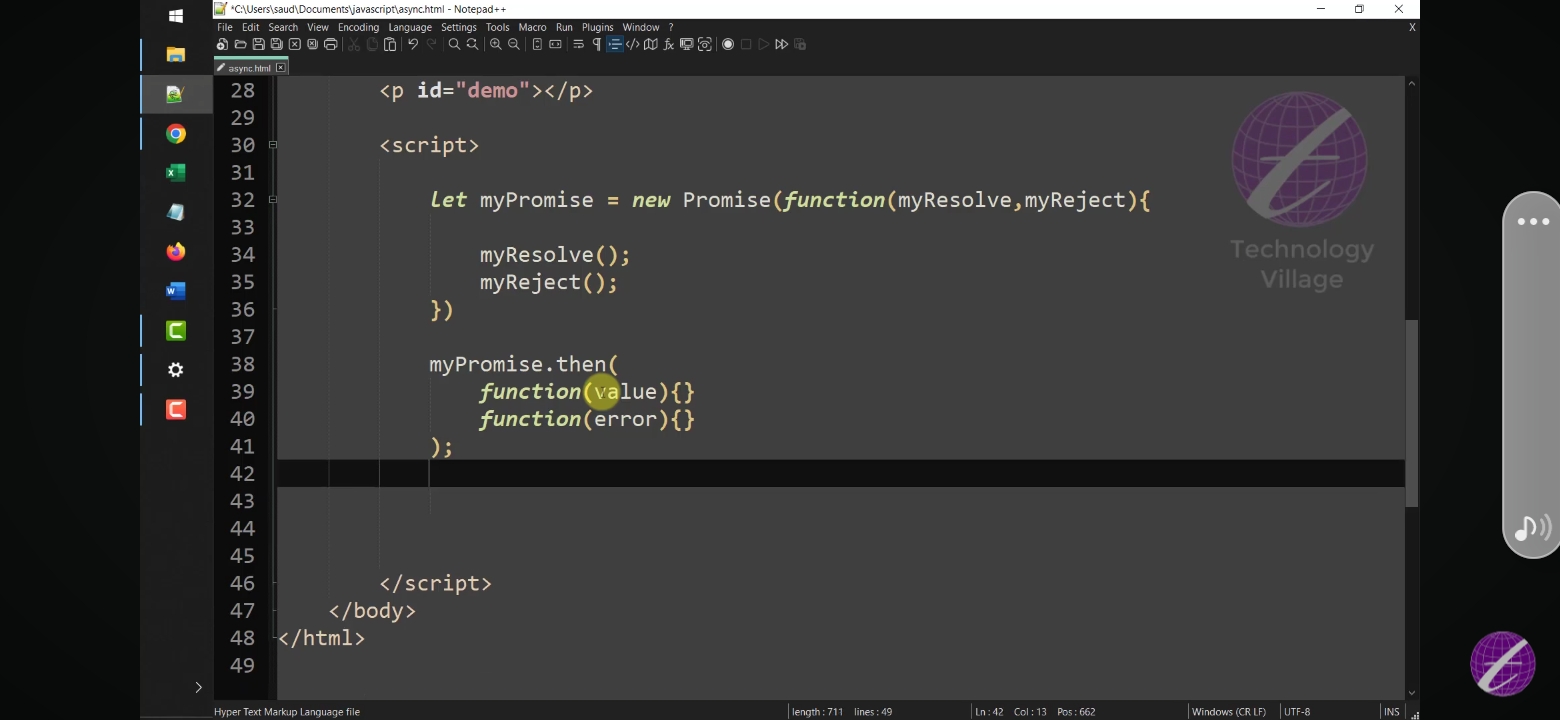 *C:\Users\saud\Documents\javascript\async.html - Notepad++
File Edit Search View Encoding Language Settings Tools Macro Run Plugins Window ? X
async.html
28 <p id="demo"></p>
29
30 <script>
31
32 let myPromise = new Promise(function(myResolve,myReject){
33
34 myResolve();
35 myReject();
36 })
37
38 myPromise.then(
39 function(value){}
40 function(error){}
41 );
42
43
44
45
46 </script>
47 </body>
48 </html>
49
Technology
Village
Hyper Text Markup Language file length : 711 lines : 49 Ln : 42 Col : 13 Pos : 662 Windows (CR LF) UTF-8 INS